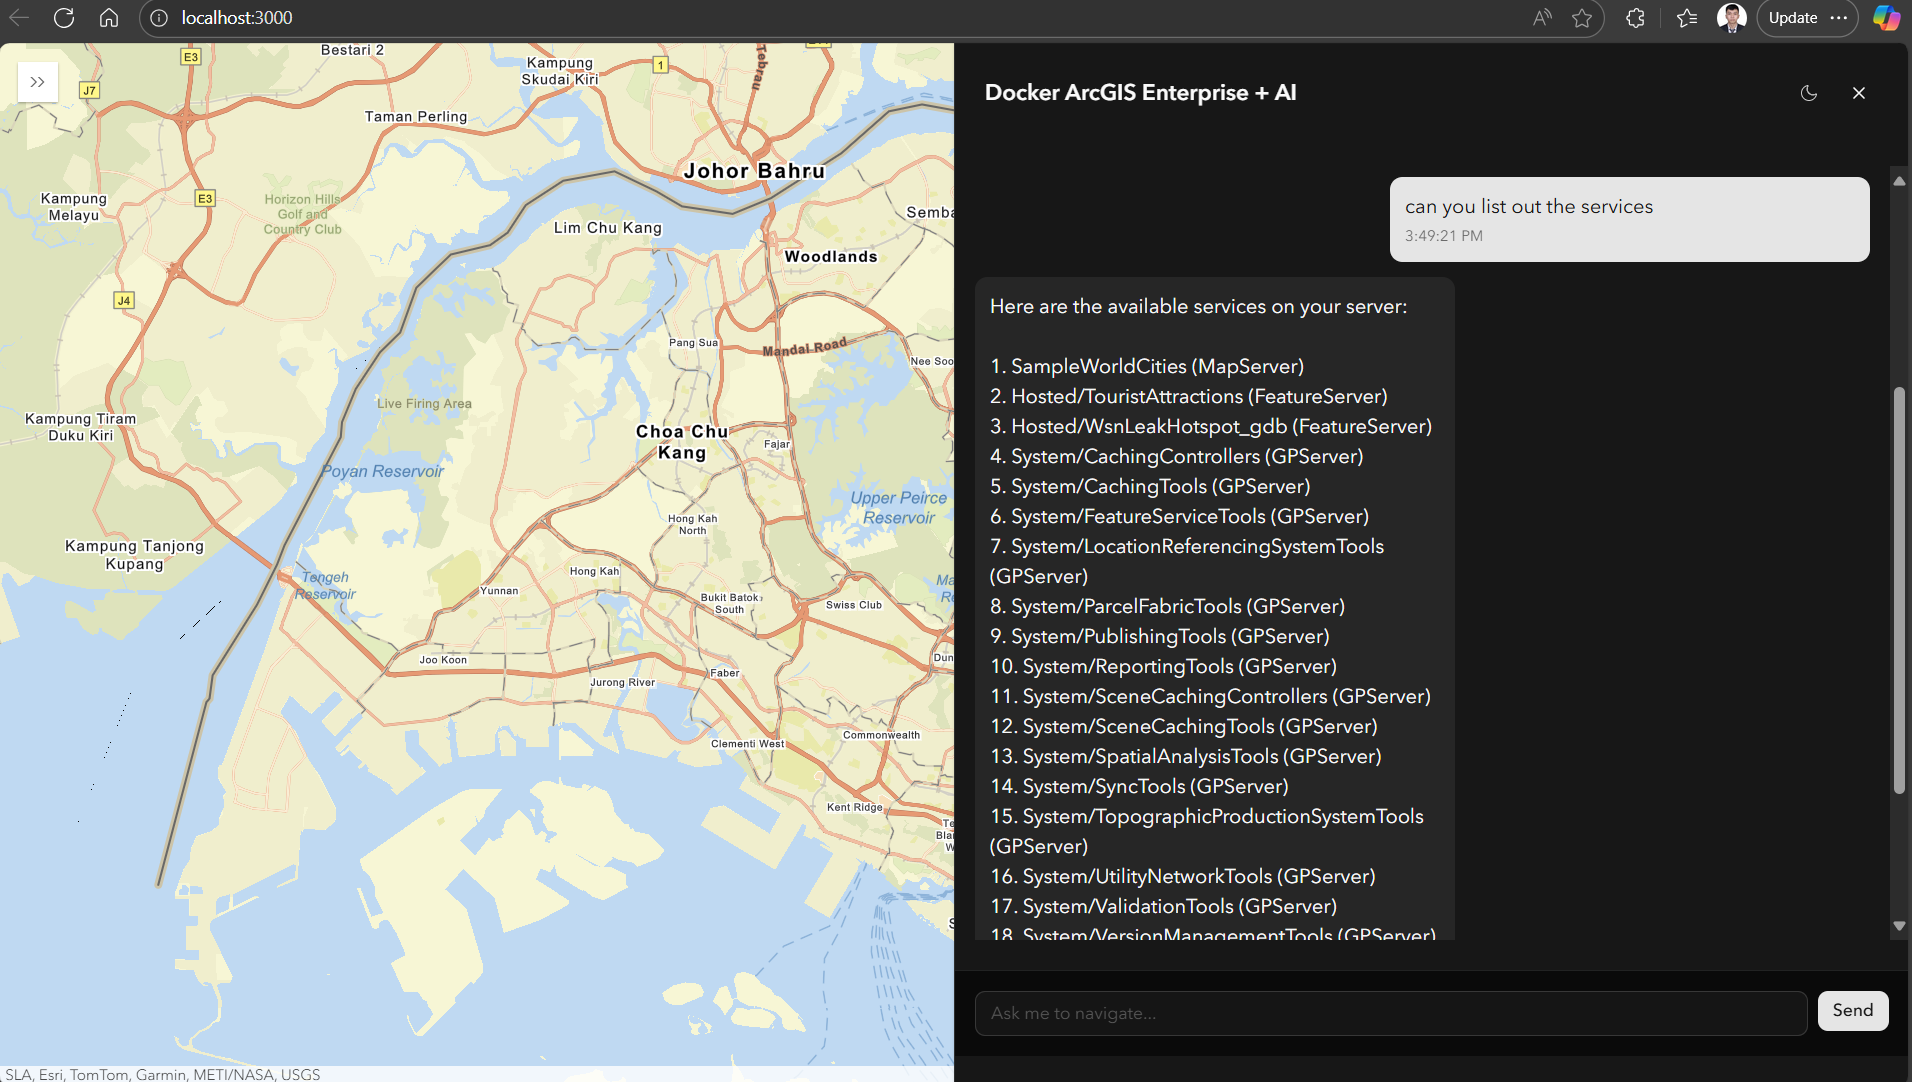 localhost:3000
Update
Bestari 2
E3
J7
Kampung
Skudai Kiri
1
Tebrau
Taman Perling
Johor Bahru
Kampung
Melayu
E3
Horizon Hills
Golf and
Country Club
Lim Chu Kang
Semba
Woodlands
J4
Pang Sua
Mandai Road
Nee Soo
Live Firing Area
Kampung Tiram
Duku Kiri
Choa Chu
Kang
Fajar
Poyan Reservoir
Upper Peirce
Reservoir
Hong Kah
North
Kampung Tanjong
Kupang
Tengeh
Reservoir
Hong Kah
Yunnan
Bukit Batok
South
Swiss Club
Ma
Re
Joo Koon
Jurong River
Faber
Dun
Clementi West
Commonwealth
Kent Ridge
Te
Blan
W
S
SLA, Esri, TomTom, Garmin, METI/NASA, USGS
Docker ArcGIS Enterprise + AI
can you list out the services
3:49:21 PM
Here are the available services on your server:
1. SampleWorldCities (MapServer)
2. Hosted/TouristAttractions (FeatureServer)
3. Hosted/WsnLeakHotspot_gdb (FeatureServer)
4. System/CachingControllers (GPServer)
5. System/CachingTools (GPServer)
6. System/FeatureServiceTools (GPServer)
7. System/LocationReferencingSystemTools
(GPServer)
8. System/ParcelFabricTools (GPServer)
9. System/PublishingTools (GPServer)
10. System/ReportingTools (GPServer)
11. System/SceneCachingControllers (GPServer)
12. System/SceneCachingTools (GPServer)
13. System/SpatialAnalysisTools (GPServer)
14. System/SyncTools (GPServer)
15. System/TopographicProductionSystemTools
(GPServer)
16. System/UtilityNetworkTools (GPServer)
17. System/ValidationTools (GPServer)
18. System/VersionManagementTools (GPServer)
Ask me to navigate...
Send